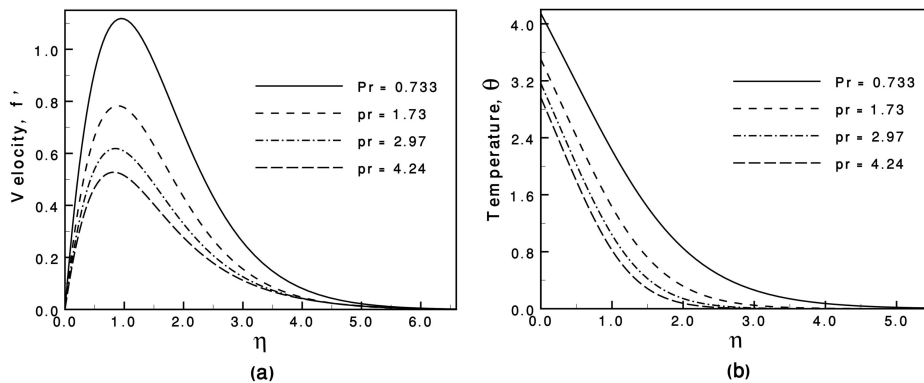 Velocity, f ,
1.0
0.8
0.6
0.4
0.2
0.0
0.0 1.0 2.0 3.0 4.0 5.0 6.0
η
Pr = 0.733
pr = 1.73
pr = 2.97
pr = 4.24
(a)
Temperature, θ
4.0
3.2
2.4
1.6
0.8
0.0
0.0 1.0 2.0 3.0 4.0 5.0
η
Pr = 0.733
pr = 1.73
pr = 2.97
pr = 4.24
(b)